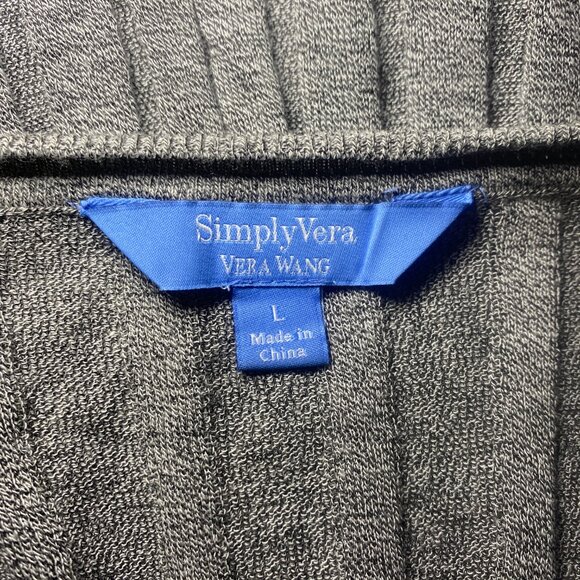 SimplyVera
VERA WANG
L
Made in
China